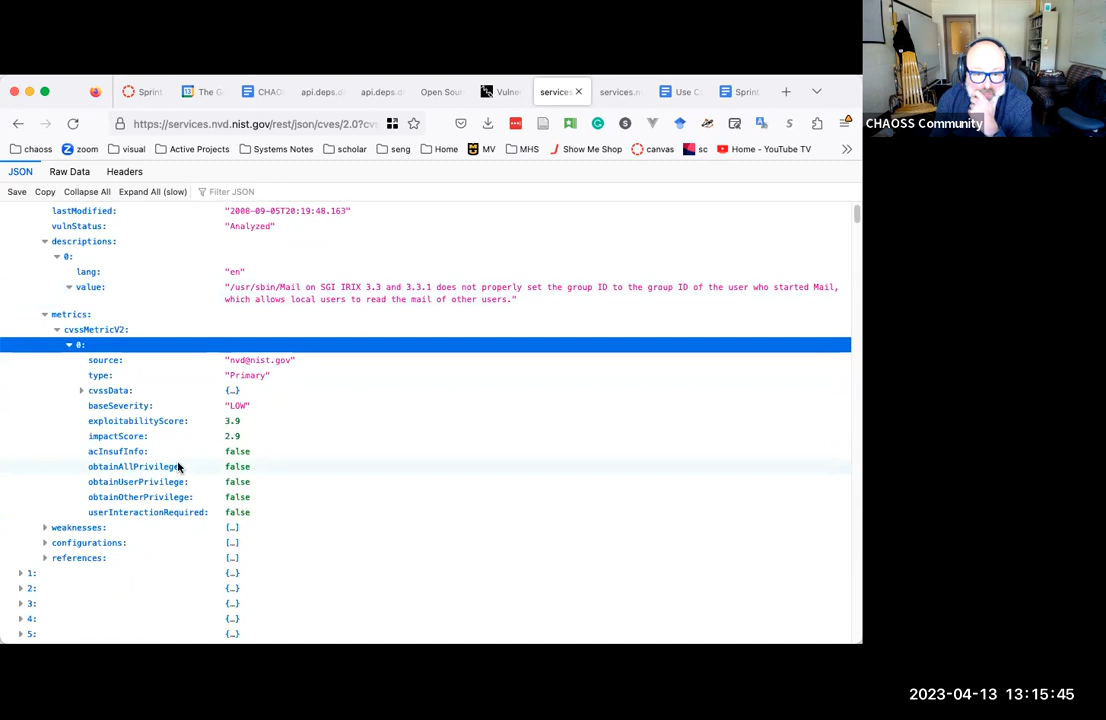 Sprint
The G
CHAO
api.deps.d
api.deps.d
Open Sour
Vulner
services
services.n
Use C
Sprint
https://services.nvd.nist.gov/rest/json/cves/2.0?cvs
CHAOSS Community
chaoss
zoom
visual
Active Projects
Systems Notes
scholar
seng
Home
MV
MHS
Show Me Shop
canvas
sc
Home - YouTube TV
JSON
Raw Data
Headers
Save
Copy
Collapse All
Expand All (slow)
Filter JSON
lastModified: "2008-09-05T20:19:48.163"
vulnStatus: "Analyzed"
descriptions:
0:
lang: "en"
value: "/usr/sbin/Mail on SGI IRIX 3.3 and 3.3.1 does not properly set the group ID to the group ID of the user who started Mail,
which allows local users to read the mail of other users."
metrics:
cvssMetricV2:
0:
source: "nvd@nist.gov"
type: "Primary"
cvssData: {…}
baseSeverity: "LOW"
exploitabilityScore: 3.9
impactScore: 2.9
acInsufInfo: false
obtainAllPrivilege false
obtainUserPrivilege: false
obtainOtherPrivilege: false
userInteractionRequired: false
weaknesses: […]
configurations: […]
references: […]
1: {…}
2: {…}
3: {…}
4: {…}
5: {…}
2023-04-13 13:15:45